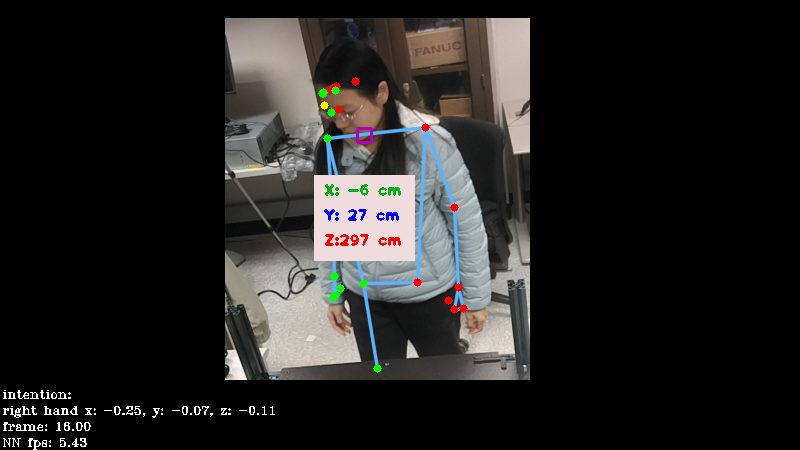 FANUC
X: -6 cm
Y: 27 cm
Z:297 cm
intention:
right hand x: -0.25, y: -0.07, z: -0.11
frame: 16.00
NN fps: 5.43